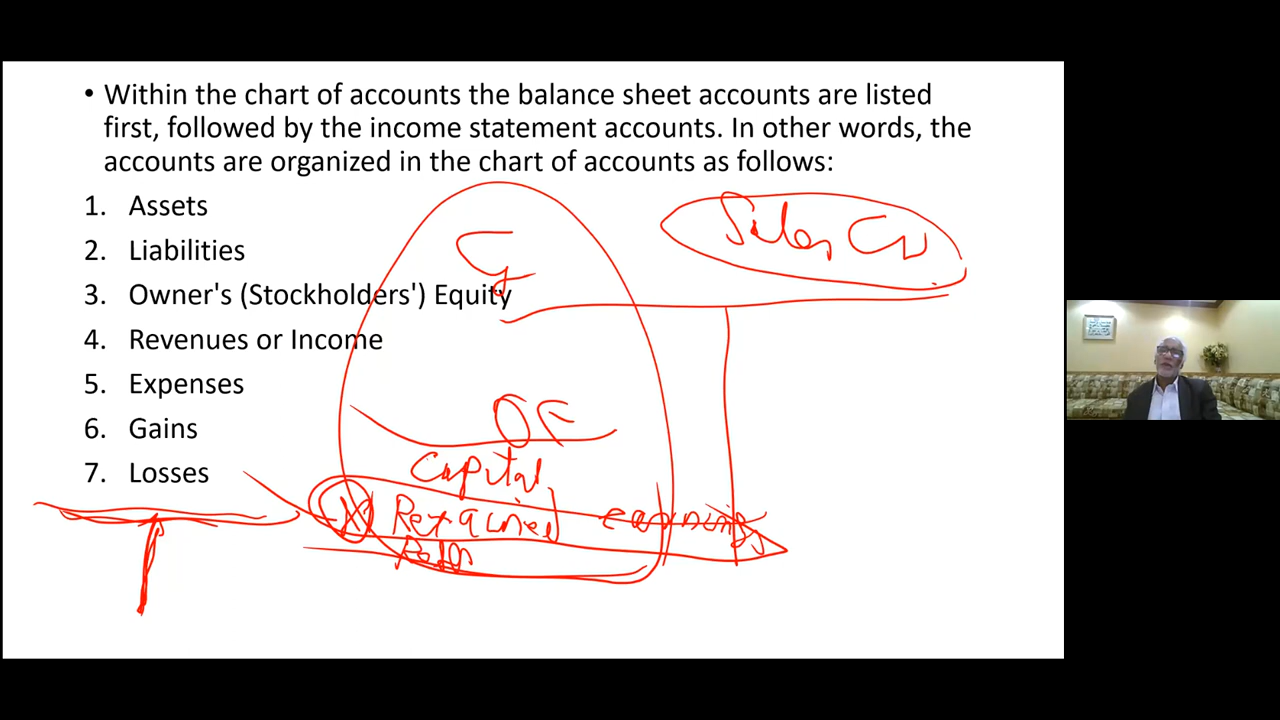 • Within the chart of accounts the balance sheet accounts are listed
first, followed by the income statement accounts. In other words, the
accounts are organized in the chart of accounts as follows:
1. Assets
2. Liabilities
3. Owner's (Stockholders') Equity
4. Revenues or Income
5. Expenses
6. Gains
7. Losses
Sales
OE
Capital
Retained earnings